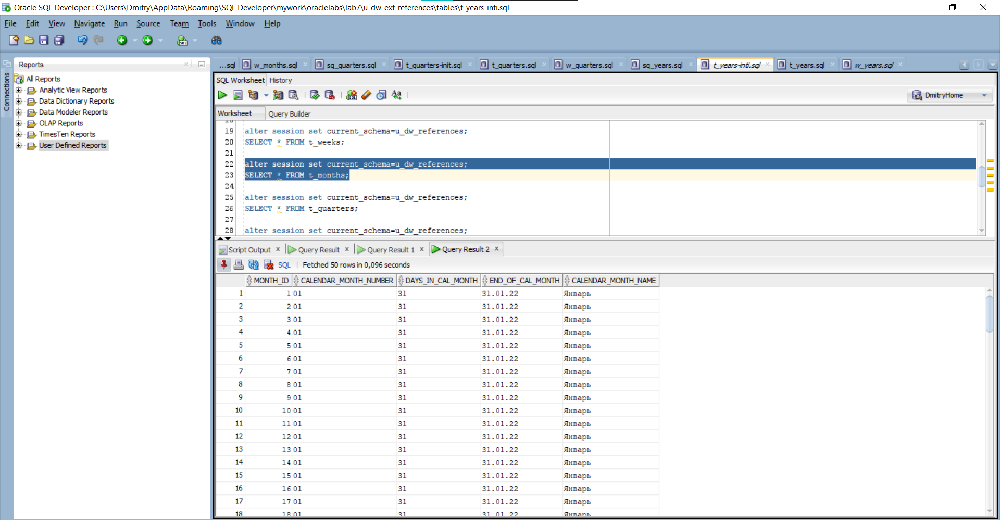 Oracle SQL Developer : C:\Users\Dmitry\AppData\Roaming\SQL Developer\mywork\oraclelabs\lab7\u_dw_ext_references\tables\t_years-inti.sql
File Edit View Navigate Run Source Team Tools Window Help
Connections
Reports
All Reports
Analytic View Reports
Data Dictionary Reports
Data Modeler Reports
OLAP Reports
TimesTen Reports
User Defined Reports
...sql w_months.sql sq_quarters.sql t_quarters-init.sql t_quarters.sql w_quarters.sql sq_years.sql t_years-inti.sql t_years.sql w_years.sql
SQL Worksheet History
DmitryHome
Worksheet Query Builder
18
19 alter session set current_schema=u_dw_references;
20 SELECT * FROM t_weeks;
21
22 alter session set current_schema=u_dw_references;
23 SELECT * FROM t_months;
24
25 alter session set current_schema=u_dw_references;
26 SELECT * FROM t_quarters;
27
28 alter session set current_schema=u_dw_references;
Script Output x Query Result x Query Result 1 x Query Result 2 x
SQL | Fetched 50 rows in 0,096 seconds
MONTH_ID CALENDAR_MONTH_NUMBER DAYS_IN_CAL_MONTH END_OF_CAL_MONTH CALENDAR_MONTH_NAME
1 1 01 31 31.01.22 Январь
2 2 01 31 31.01.22 Январь
3 3 01 31 31.01.22 Январь
4 4 01 31 31.01.22 Январь
5 5 01 31 31.01.22 Январь
6 6 01 31 31.01.22 Январь
7 7 01 31 31.01.22 Январь
8 8 01 31 31.01.22 Январь
9 9 01 31 31.01.22 Январь
10 10 01 31 31.01.22 Январь
11 11 01 31 31.01.22 Январь
12 12 01 31 31.01.22 Январь
13 13 01 31 31.01.22 Январь
14 14 01 31 31.01.22 Январь
15 15 01 31 31.01.22 Январь
16 16 01 31 31.01.22 Январь
17 17 01 31 31.01.22 Январь
18 18 01 31 31.01.22 Январь